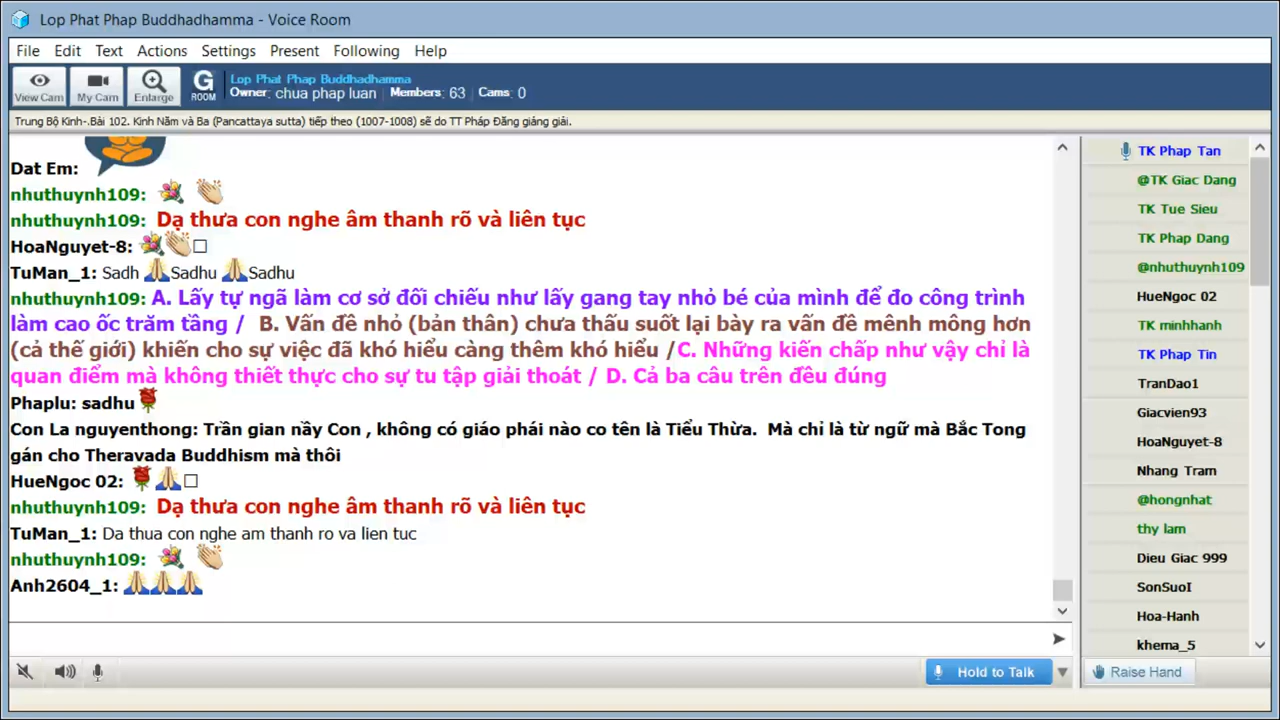 Lop Phat Phap Buddhadhamma - Voice Room
File Edit Text Actions Settings Present Following Help
View Cam My Cam Enlarge G ROOM
Lop Phat Phap Buddhadhamma
Owner: chua phap luan Members: 63 Cams: 0
Trung Bộ Kinh-.Bài 102. Kinh Năm và Ba (Pancattaya sutta) tiếp theo (1007-1008) sẽ do TT Pháp Đăng giảng giải.
Dat Em:
nhuthuynh109: 💐 👏
nhuthuynh109: Dạ thưa con nghe âm thanh rõ và liên tục
HoaNguyet-8: 💐👏□
TuMan_1: Sadh 🙏Sadhu 🙏Sadhu
nhuthuynh109: A. Lấy tự ngã làm cơ sở đối chiếu như lấy gang tay nhỏ bé của mình để đo công trình
làm cao ốc trăm tầng / B. Vấn đề nhỏ (bản thân) chưa thấu suốt lại bày ra vấn đề mênh mông hơn
(cả thế giới) khiến cho sự việc đã khó hiểu càng thêm khó hiểu /C. Những kiến chấp như vậy chỉ là
quan điểm mà không thiết thực cho sự tu tập giải thoát / D. Cả ba câu trên đều đúng
Phaplu: sadhu🌹
Con La nguyenthong: Trần gian nầy Con , không có giáo phái nào co tên là Tiểu Thừa. Mà chỉ là từ ngữ mà Bắc Tong
gán cho Theravada Buddhism mà thôi
HueNgoc 02: 🌹🙏□
nhuthuynh109: Dạ thưa con nghe âm thanh rõ và liên tục
TuMan_1: Da thua con nghe am thanh ro va lien tuc
nhuthuynh109: 💐 👏
Anh2604_1: 🙏🙏🙏
TK Phap Tan
@TK Giac Dang
TK Tue Sieu
TK Phap Dang
@nhuthuynh109
HueNgoc 02
TK minhhanh
TK Phap Tin
TranDao1
Giacvien93
HoaNguyet-8
Nhang Tram
@hongnhat
thy lam
Dieu Giac 999
SonSuoI
Hoa-Hanh
khema_5
Hold to Talk
Raise Hand